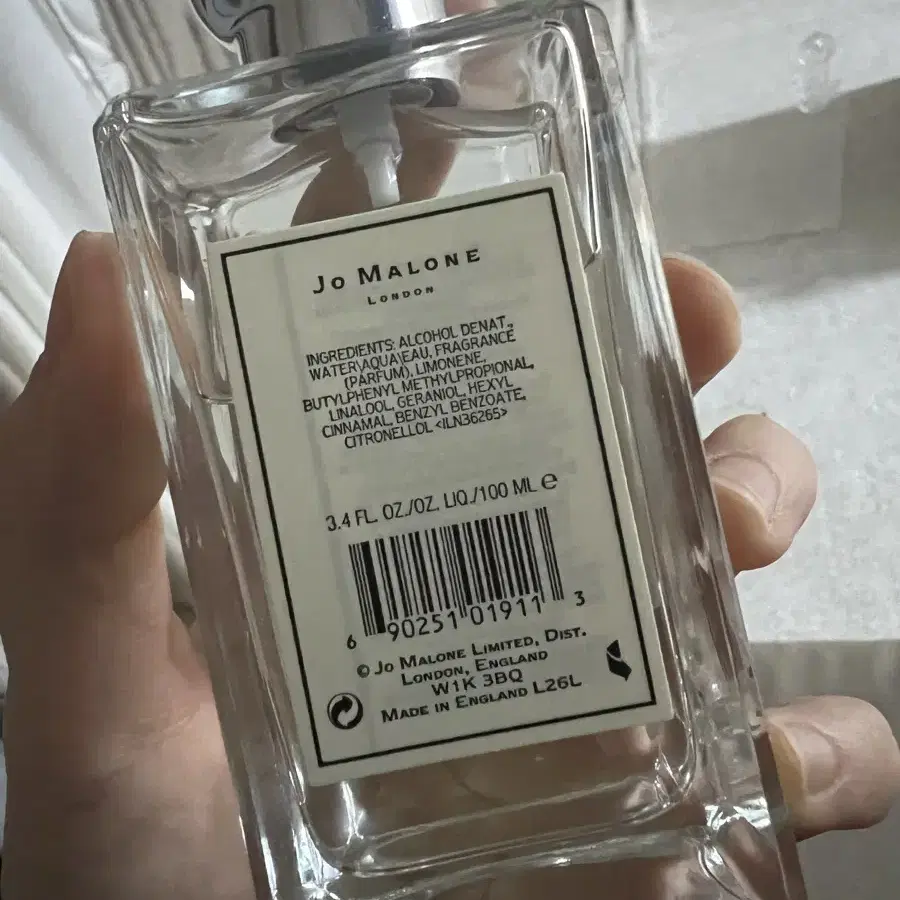 JO MALONE
LONDON
INGREDIENTS: ALCOHOL DENAT.,
WATER\AQUA\EAU, FRAGRANCE
(PARFUM), LIMONENE,
BUTYLPHENYL METHYLPROPIONAL,
LINALOOL, GERANIOL, HEXYL
CINNAMAL, BENZYL BENZOATE,
CITRONELLOL <ILN36265>
3.4 FL. OZ./OZ. LIQ./100 ML ℮
6 90251 01911 3
© JO MALONE LIMITED, DIST.
LONDON, ENGLAND
W1K 3BQ
MADE IN ENGLAND L26L